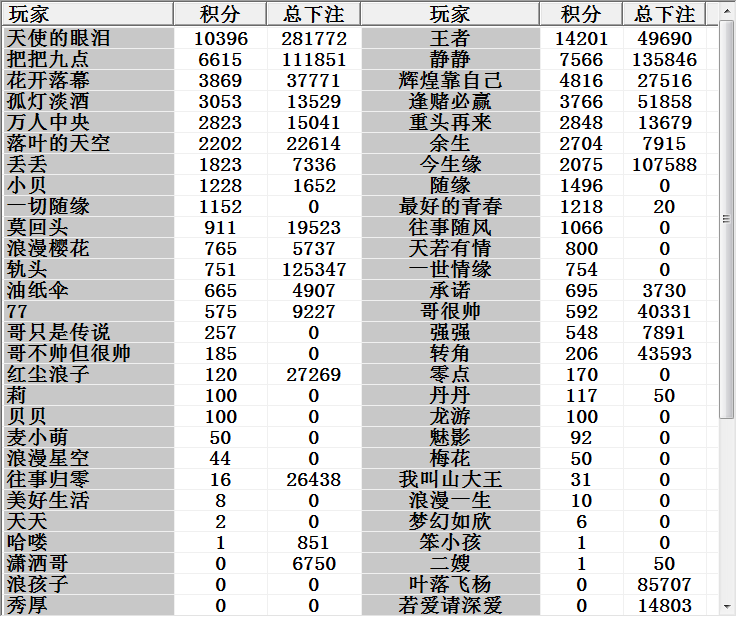 玩家 积分 总下注 玩家 积分 总下注
天使的眼泪 10396 281772 王者 14201 49690
把把九点 6615 111851 静静 7566 135846
花开落幕 3869 37771 辉煌靠自己 4816 27516
孤灯淡酒 3053 13529 逢赌必赢 3766 51858
万人中央 2823 15041 重头再来 2848 13679
落叶的天空 2202 22614 余生 2704 7915
丢丢 1823 7336 今生缘 2075 107588
小贝 1228 1652 随缘 1496 0
一切随缘 1152 0 最好的青春 1218 20
莫回头 911 19523 往事随风 1066 0
浪漫樱花 765 5737 天若有情 800 0
轨头 751 125347 一世情缘 754 0
油纸伞 665 4907 承诺 695 3730
77 575 9227 哥很帅 592 40331
哥只是传说 257 0 强强 548 7891
哥不帅但很帅 185 0 转角 206 43593
红尘浪子 120 27269 零点 170 0
莉 100 0 丹丹 117 50
贝贝 100 0 龙游 100 0
麦小萌 50 0 魅影 92 0
浪漫星空 44 0 梅花 50 0
往事归零 16 26438 我叫山大王 31 0
美好生活 8 0 浪漫一生 10 0
天天 2 0 梦幻如欣 6 0
哈喽 1 851 笨小孩 1 0
潇洒哥 0 6750 二嫂 1 50
浪孩子 0 0 叶落飞杨 0 85707
秀厚 0 0 若爱请深爱 0 14803